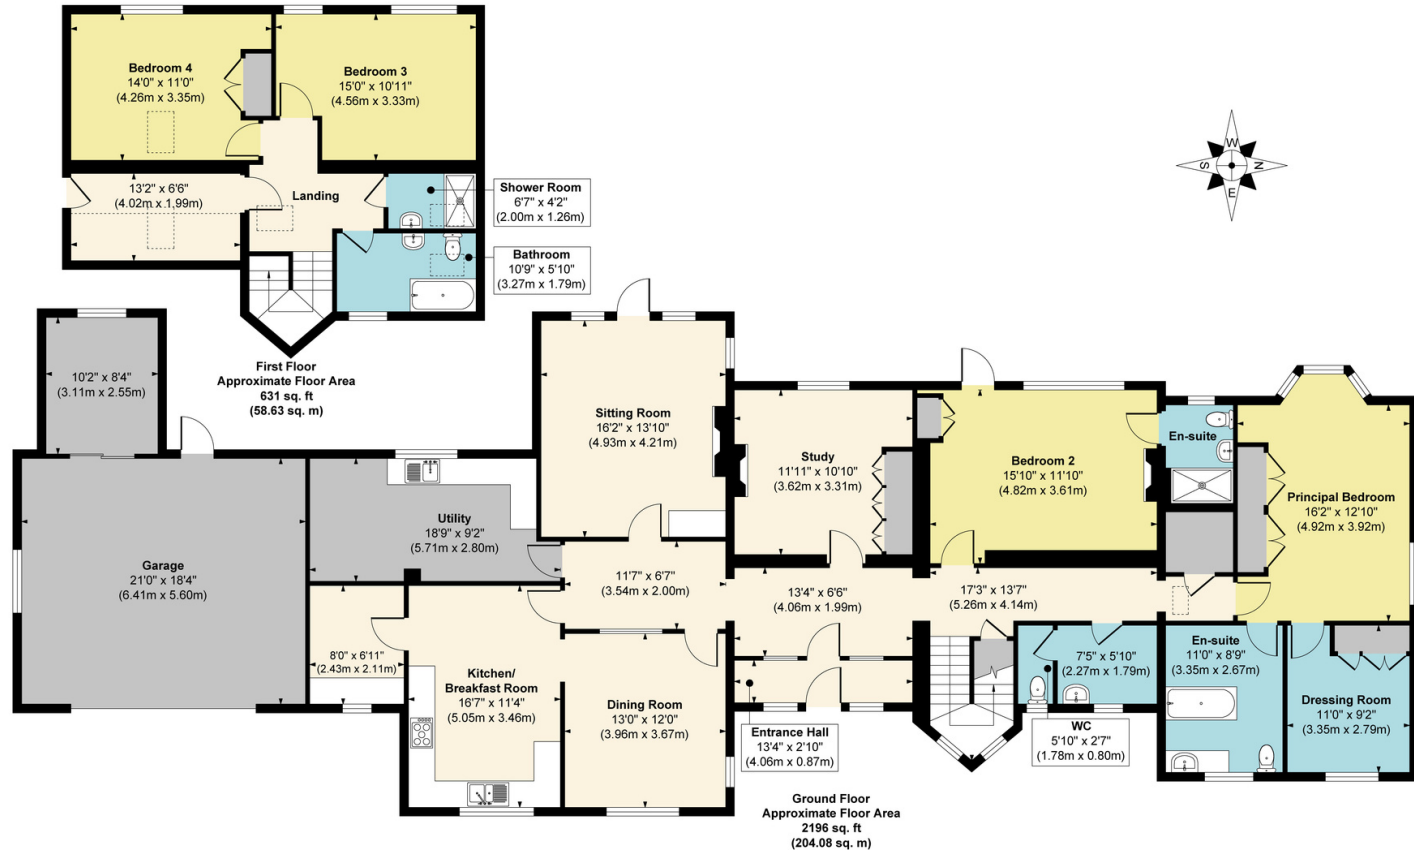 Bedroom 4
14'0" x 11'0"
(4.26m x 3.35m)
Bedroom 3
15'0" x 10'11"
(4.56m x 3.33m)
13'2" x 6'6"
(4.02m x 1.99m)
Landing
Shower Room
6'7" x 4'2"
(2.00m x 1.26m)
Bathroom
10'9" x 5'10"
(3.27m x 1.79m)
W
S
N
E
First Floor
Approximate Floor Area
631 sq. ft
(58.63 sq. m)
10'2" x 8'4"
(3.11m x 2.55m)
Sitting Room
16'2" x 13'10"
(4.93m x 4.21m)
Study
11'11" x 10'10"
(3.62m x 3.31m)
Bedroom 2
15'10" x 11'10"
(4.82m x 3.61m)
En-suite
Principal Bedroom
16'2" x 12'10"
(4.92m x 3.92m)
Utility
18'9" x 9'2"
(5.71m x 2.80m)
Garage
21'0" x 18'4"
(6.41m x 5.60m)
11'7" x 6'7"
(3.54m x 2.00m)
13'4" x 6'6"
(4.06m x 1.99m)
17'3" x 13'7"
(5.26m x 4.14m)
8'0" x 6'11"
(2.43m x 2.11m)
Kitchen/
Breakfast Room
16'7" x 11'4"
(5.05m x 3.46m)
Dining Room
13'0" x 12'0"
(3.96m x 3.67m)
7'5" x 5'10"
(2.27m x 1.79m)
En-suite
11'0" x 8'9"
(3.35m x 2.67m)
Dressing Room
11'0" x 9'2"
(3.35m x 2.79m)
Entrance Hall
13'4" x 2'10"
(4.06m x 0.87m)
WC
5'10" x 2'7"
(1.78m x 0.80m)
Ground Floor
Approximate Floor Area
2196 sq. ft
(204.08 sq. m)